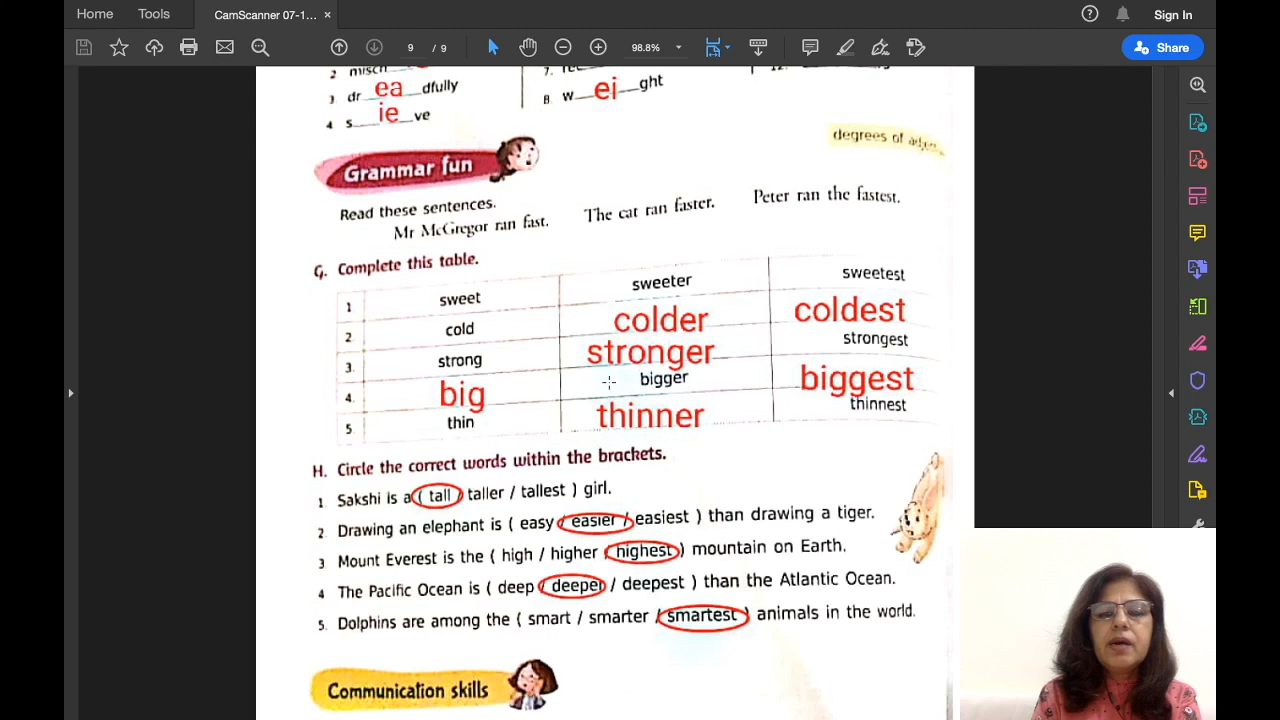 Home Tools CamScanner 07-1... × Sign In
9 / 9 98.8% Share
2 misch
3 dr ea dfully
8 w ei ght
4 s ie ve
degrees of
Grammar fun
Read these sentences.
Mr McGregor ran fast. The cat ran faster. Peter ran the fastest.
G. Complete this table.
1 sweet sweeter sweetest
2. cold colder coldest
3. strong stronger strongest
4. big bigger biggest
5 thin thinner thinnest
H. Circle the correct words within the brackets.
1. Sakshi is a ( tall / taller / tallest ) girl.
2 Drawing an elephant is ( easy / easier / easiest ) than drawing a tiger.
3 Mount Everest is the ( high / higher / highest ) mountain on Earth.
4 The Pacific Ocean is ( deep / deeper / deepest ) than the Atlantic Ocean.
5. Dolphins are among the ( smart / smarter / smartest ) animals in the world.
Communication skills